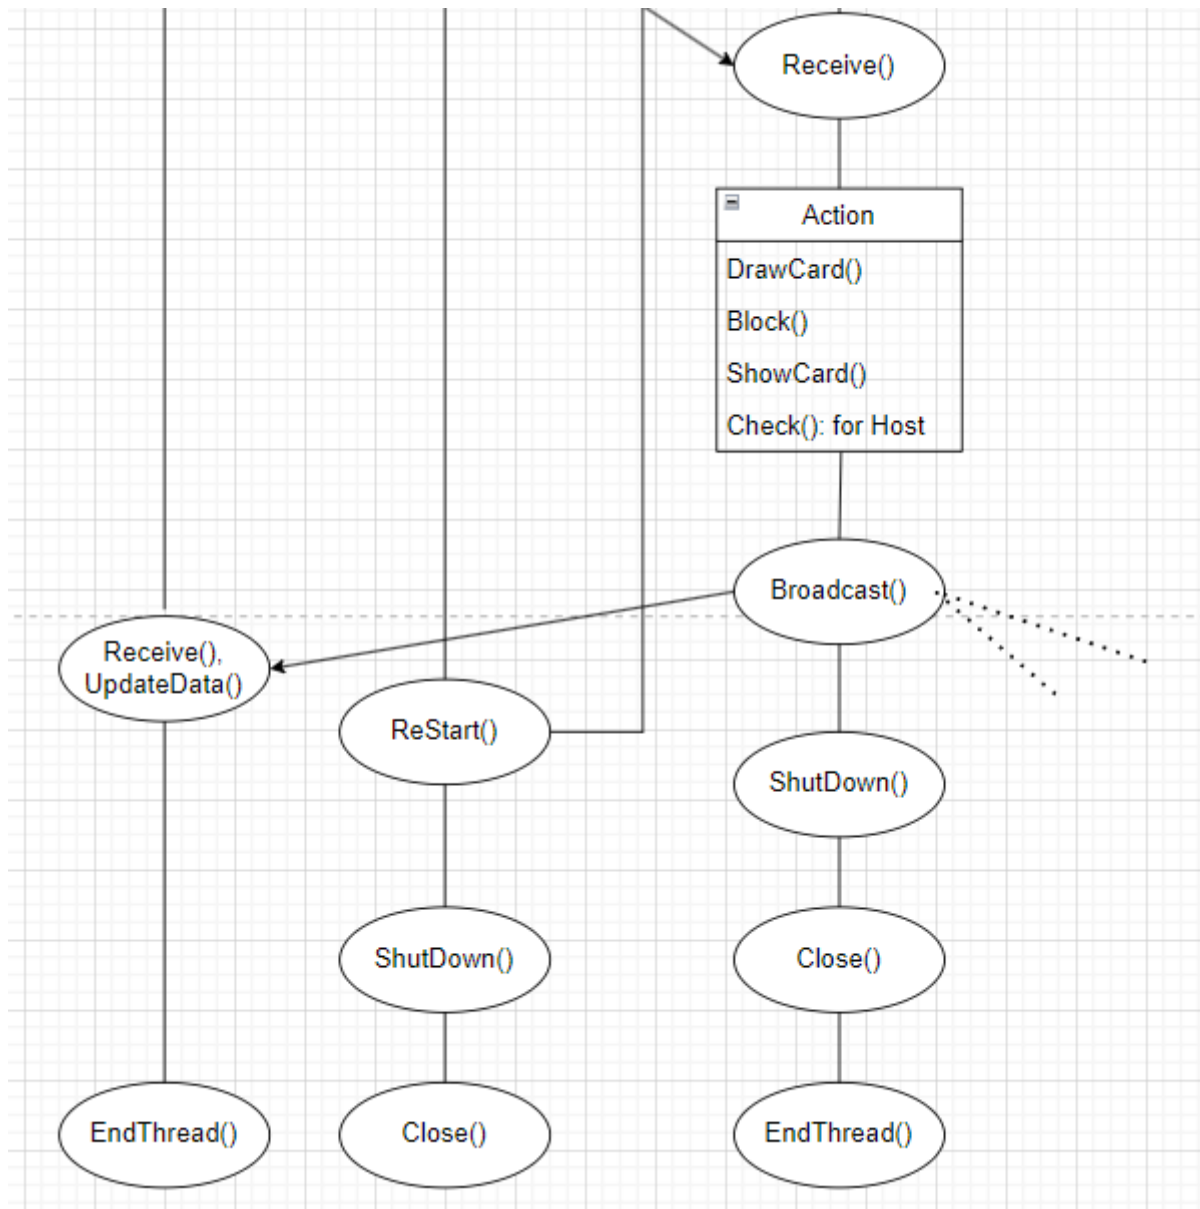 Receive()
Action
DrawCard()
Block()
ShowCard()
Check(): for Host
Broadcast()
Receive(),
UpdateData()
ReStart()
ShutDown()
ShutDown()
Close()
EndThread()
Close()
EndThread()